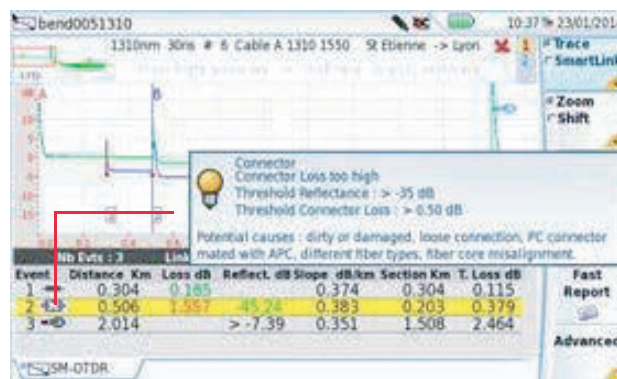 bend0051310 10:37 23/01/201
1310nm 30ns # 6 Cable A 1310 1550 St Etienne -> Lyon 1
2
Trace
SmartLink
Zoom
Shift
A
B
Connector
Connector Loss too high
Threshold Reflectance : > -35 dB
Threshold Connector Loss : > 0.50 dB
Potential causes : dirty or damaged, loose connection, PC connector
mated with APC, different fiber types, fiber core misalignment.
Nb Evts : 3 Link
Event Distance Km Loss dB Reflect. dB Slope dB/km Section Km T. Loss dB
1 0.304 0.165 0.374 0.304 0.115
2 0.506 1.557 -45.24 0.383 0.203 0.379
3 2.014 > -7.39 0.351 1.508 2.464
Fast
Report
Advanced
SM-OTDR